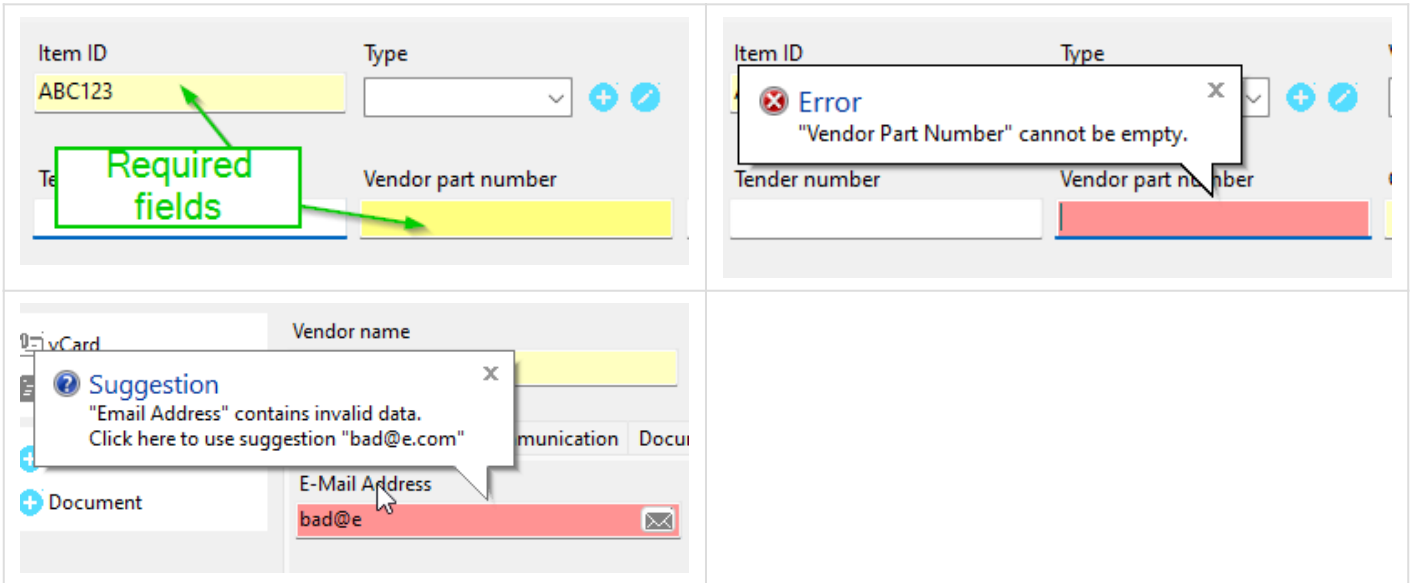 Item ID
Type
ABC123
Required
fields
Te
Vendor part number
Item ID
Type
Error
"Vendor Part Number" cannot be empty.
Tender number
Vendor part number
vCard
Vendor name
Suggestion
"Email Address" contains invalid data.
Click here to use suggestion "bad@e.com"
mmunication
Docu
Document
E-Mail Address
bad@e